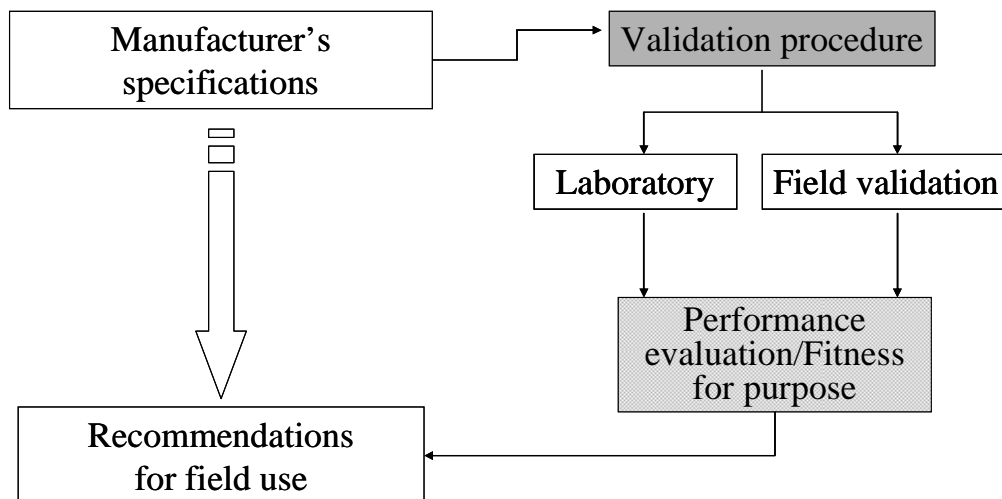 Manufacturer’s
specifications
Validation procedure
Laboratory
Field validation
Performance
evaluation/Fitness
for purpose
Recommendations
for field use